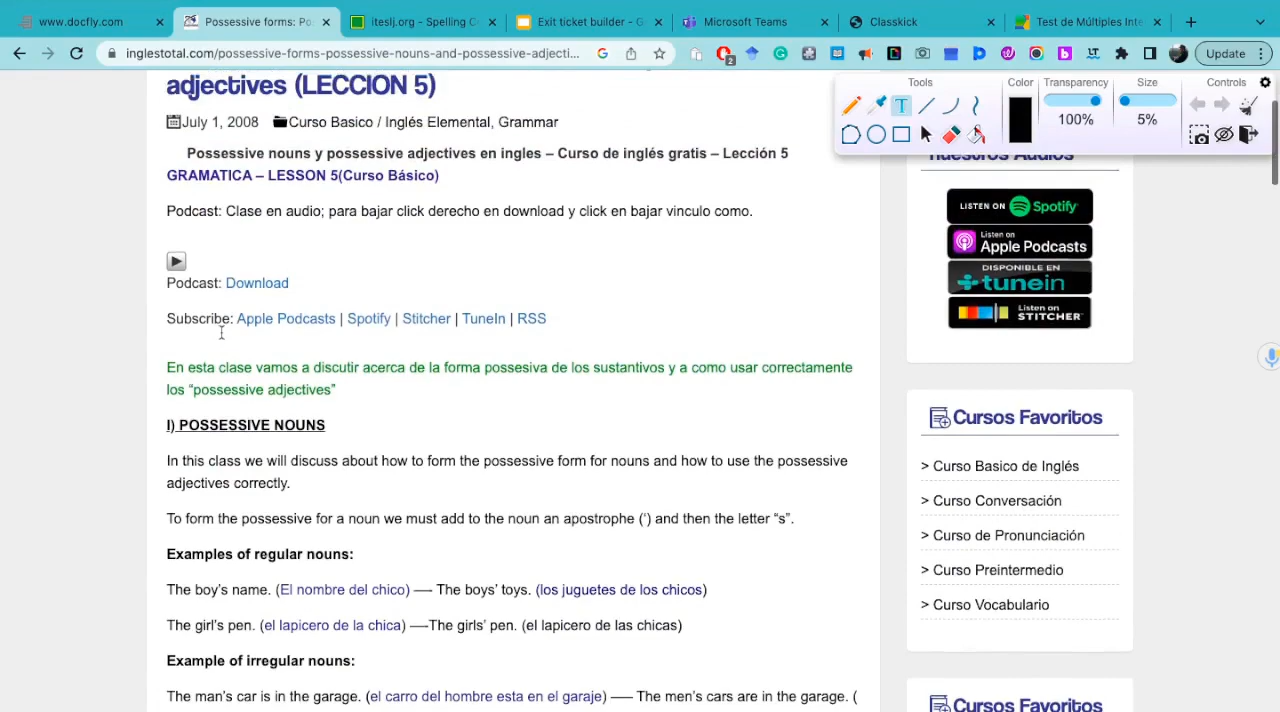 www.docfly.com
Possessive forms: Po
iteslj.org – Spelling C
Exit ticket builder - G
Microsoft Teams
Classkick
Test de Múltiples Inte
inglestotal.com/possessive-forms-possessive-nouns-and-possessive-adjecti...
2
Update
Tools
Color
Transparency
Size
Controls
T
100%
5%
adjectives (LECCION 5)
July 1, 2008 Curso Basico / Inglés Elemental, Grammar
Possessive nouns y possessive adjectives en ingles – Curso de inglés gratis – Lección 5
GRAMATICA – LESSON 5(Curso Básico)
Podcast: Clase en audio; para bajar click derecho en download y click en bajar vinculo como.
Podcast: Download
Subscribe: Apple Podcasts | Spotify | Stitcher | TuneIn | RSS
En esta clase vamos a discutir acerca de la forma possesiva de los sustantivos y a como usar correctamente
los “possessive adjectives”
I) POSSESSIVE NOUNS
In this class we will discuss about how to form the possessive form for nouns and how to use the possessive
adjectives correctly.
To form the possessive for a noun we must add to the noun an apostrophe (‘) and then the letter “s”.
Examples of regular nouns:
The boy’s name. (El nombre del chico) —- The boys’ toys. (los juguetes de los chicos)
The girl’s pen. (el lapicero de la chica) —-The girls’ pen. (el lapicero de las chicas)
Example of irregular nouns:
The man’s car is in the garage. (el carro del hombre esta en el garaje) —– The men’s cars are in the garage. (
nuestros Audios
LISTEN ON Spotify
Listen on
Apple Podcasts
DISPONIBLE EN
tunein
Listen on
STITCHER
Cursos Favoritos
> Curso Basico de Inglés
> Curso Conversación
> Curso de Pronunciación
> Curso Preintermedio
> Curso Vocabulario
Cursos Favoritos